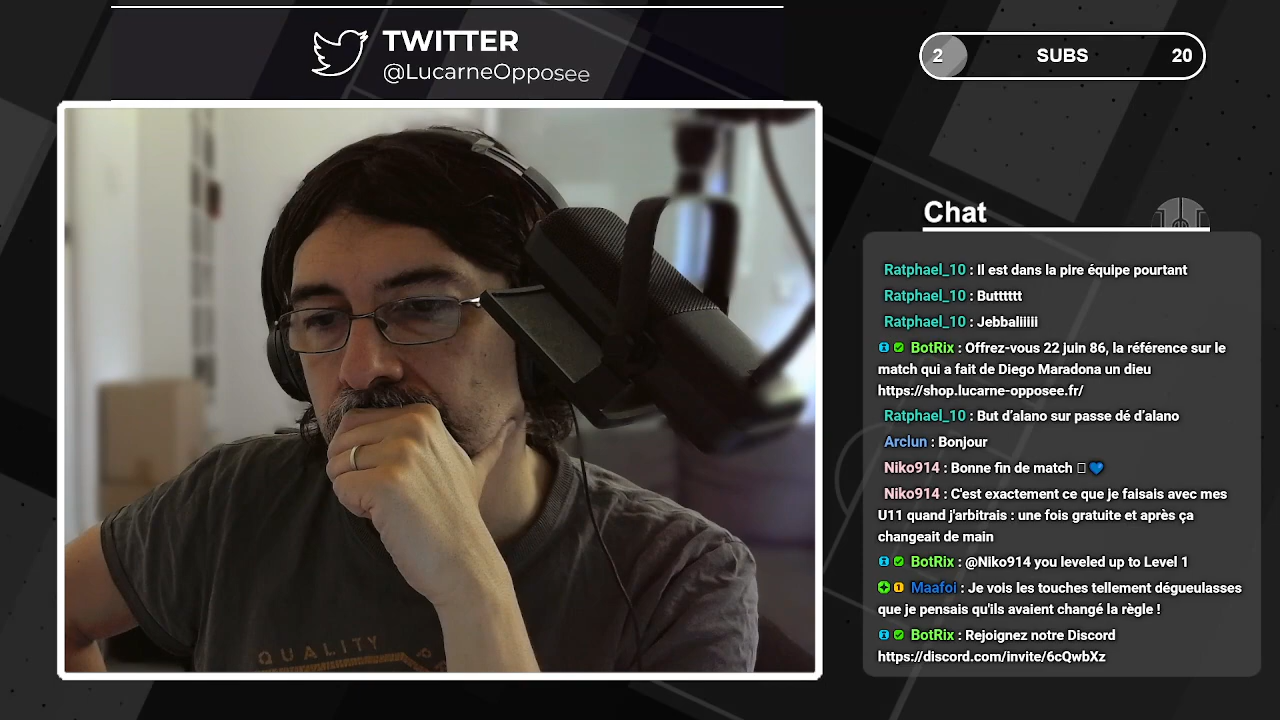 TWITTER
@LucarneOpposee
2 SUBS 20
Chat
Ratphael_10 : Il est dans la pire équipe pourtant
Ratphael_10 : Butttttt
Ratphael_10 : Jebbaliiiiii
BotRix : Offrez-vous 22 juin 86, la référence sur le
match qui a fait de Diego Maradona un dieu
https://shop.lucarne-opposee.fr/
Ratphael_10 : But d’alano sur passe dé d’alano
Arclun : Bonjour
Niko914 : Bonne fin de match 💙
Niko914 : C'est exactement ce que je faisais avec mes
U11 quand j'arbitrais : une fois gratuite et après ça
changeait de main
BotRix : @Niko914 you leveled up to Level 1
1 Maafoi : Je vois les touches tellement dégueulasses
que je pensais qu'ils avaient changé la règle !
BotRix : Rejoignez notre Discord
https://discord.com/invite/6cQwbXz
QUALITY